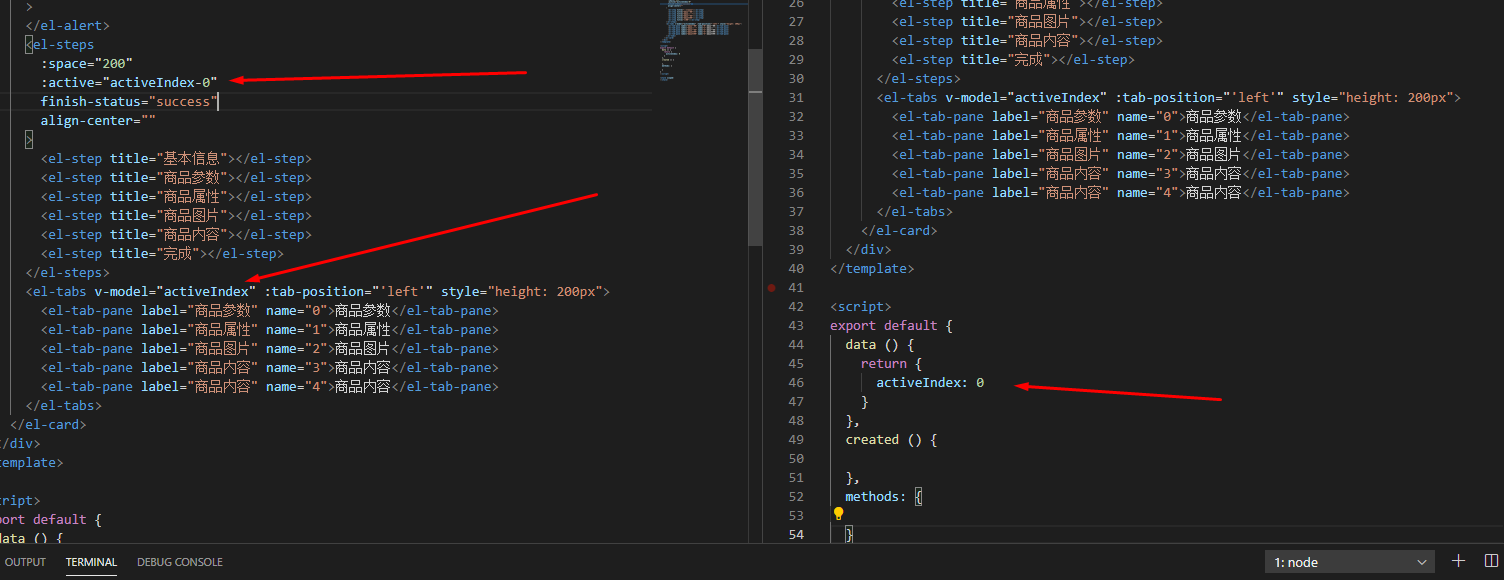 >
</el-alert>
<el-steps
:space="200"
:active="activeIndex-0"
finish-status="success"
align-center=""
>
<el-step title="基本信息"></el-step>
<el-step title="商品参数"></el-step>
<el-step title="商品属性"></el-step>
<el-step title="商品图片"></el-step>
<el-step title="商品内容"></el-step>
<el-step title="完成"></el-step>
</el-steps>
<el-tabs v-model="activeIndex" :tab-position="'left'" style="height: 200px">
<el-tab-pane label="商品参数" name="0">商品参数</el-tab-pane>
<el-tab-pane label="商品属性" name="1">商品属性</el-tab-pane>
<el-tab-pane label="商品图片" name="2">商品图片</el-tab-pane>
<el-tab-pane label="商品内容" name="3">商品内容</el-tab-pane>
<el-tab-pane label="商品内容" name="4">商品内容</el-tab-pane>
</el-tabs>
</el-card>
/div>
template>
ript>
ort default {
data () {
26 <el-step title="商品属性"></el-step>
27 <el-step title="商品图片"></el-step>
28 <el-step title="商品内容"></el-step>
29 <el-step title="完成"></el-step>
30 </el-steps>
31 <el-tabs v-model="activeIndex" :tab-position="'left'" style="height: 200px">
32 <el-tab-pane label="商品参数" name="0">商品参数</el-tab-pane>
33 <el-tab-pane label="商品属性" name="1">商品属性</el-tab-pane>
34 <el-tab-pane label="商品图片" name="2">商品图片</el-tab-pane>
35 <el-tab-pane label="商品内容" name="3">商品内容</el-tab-pane>
36 <el-tab-pane label="商品内容" name="4">商品内容</el-tab-pane>
37 </el-tabs>
38 </el-card>
39 </div>
40 </template>
41
42 <script>
43 export default {
44 data () {
45 return {
46 activeIndex: 0
47 }
48 },
49 created () {
50
51 },
52 methods: {
53
54 }
OUTPUT TERMINAL DEBUG CONSOLE 1: node